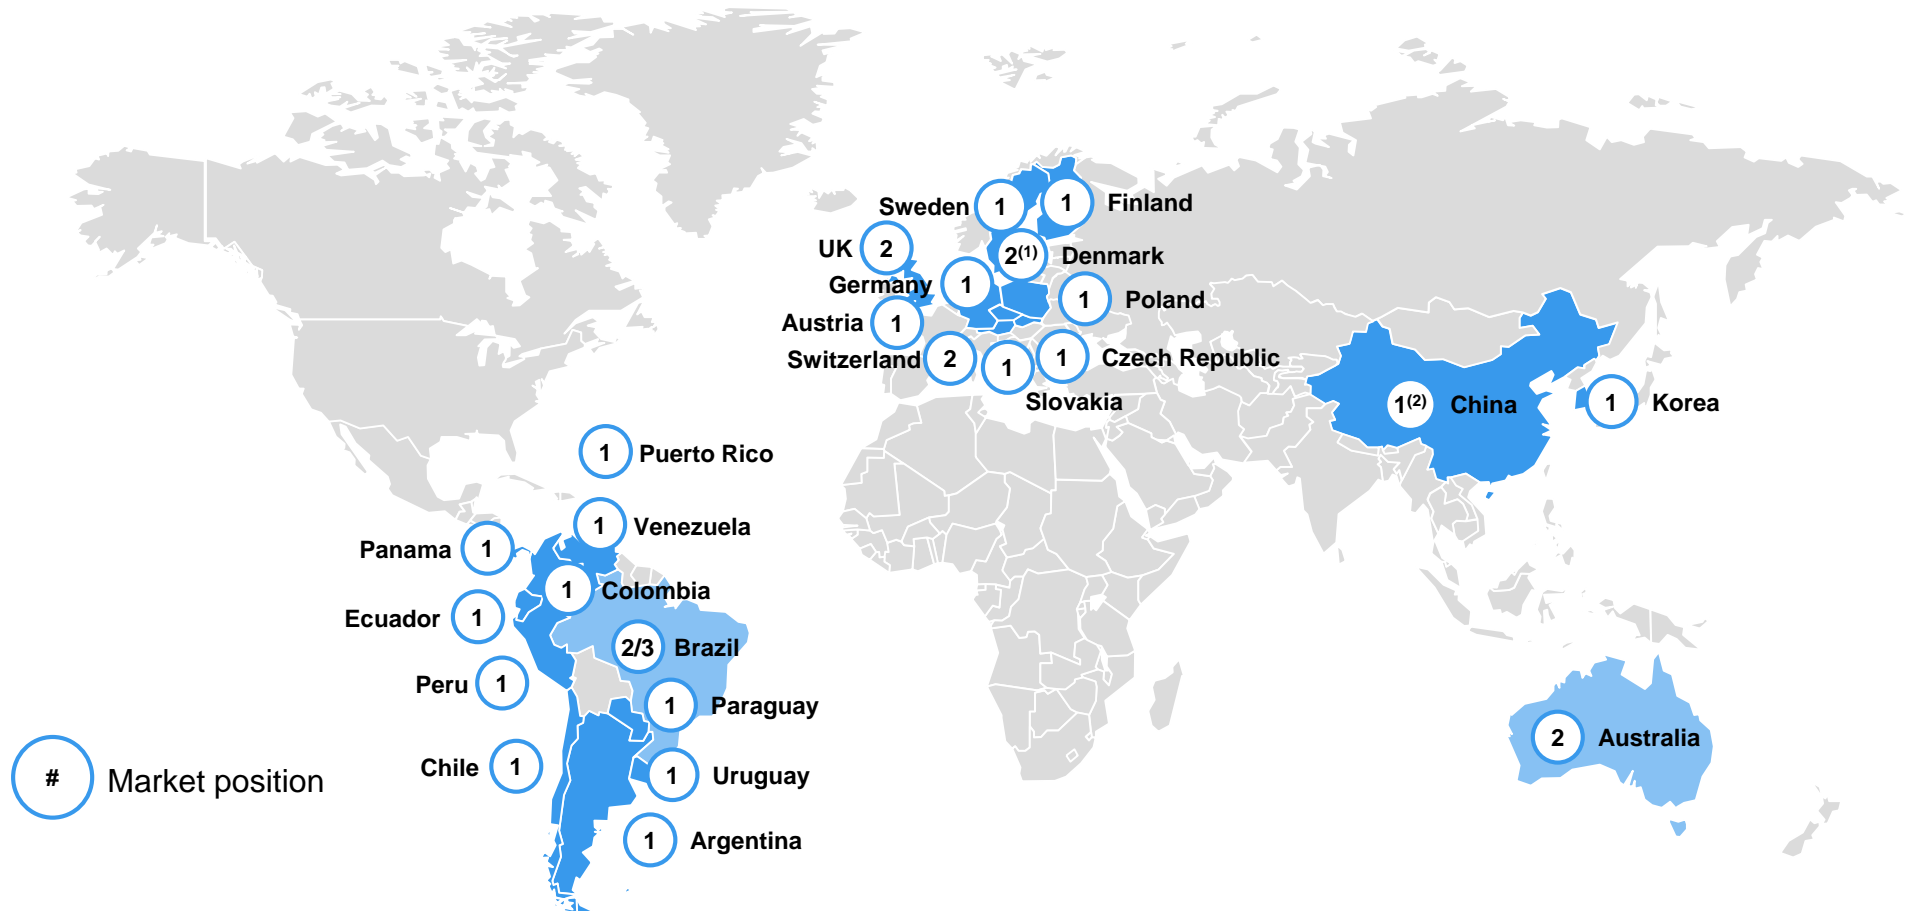 Sweden 1
1 Finland
UK 2
2(1) Denmark
Germany 1
1 Poland
Austria 1
Switzerland 2
1 Czech Republic
1
Slovakia
1(2) China
1 Korea
1 Puerto Rico
1 Venezuela
Panama 1
1 Colombia
Ecuador 1
2/3 Brazil
Peru 1
1 Paraguay
2 Australia
Chile 1
1 Uruguay
# Market position
1 Argentina